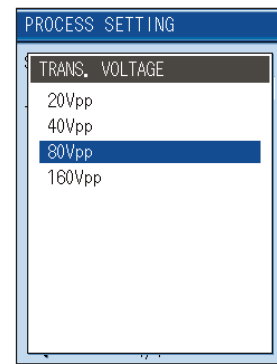 PROCESS SETTING
TRANS. VOLTAGE
20Vpp
40Vpp
80Vpp
160Vpp